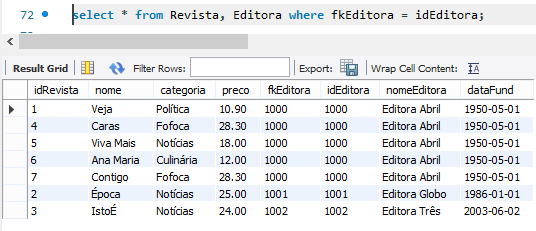 72 select * from Revista, Editora where fkEditora = idEditora;
Result Grid Filter Rows: Export: Wrap Cell Content:
idRevista nome categoria preco fkEditora idEditora nomeEditora dataFund
1 Veja Política 10.90 1000 1000 Editora Abril 1950-05-01
4 Caras Fofoca 28.30 1000 1000 Editora Abril 1950-05-01
5 Viva Mais Notícias 18.00 1000 1000 Editora Abril 1950-05-01
6 Ana Maria Culinária 12.00 1000 1000 Editora Abril 1950-05-01
7 Contigo Fofoca 28.30 1000 1000 Editora Abril 1950-05-01
2 Época Notícias 25.00 1001 1001 Editora Globo 1986-01-01
3 IstoÉ Notícias 24.00 1002 1002 Editora Três 2003-06-02